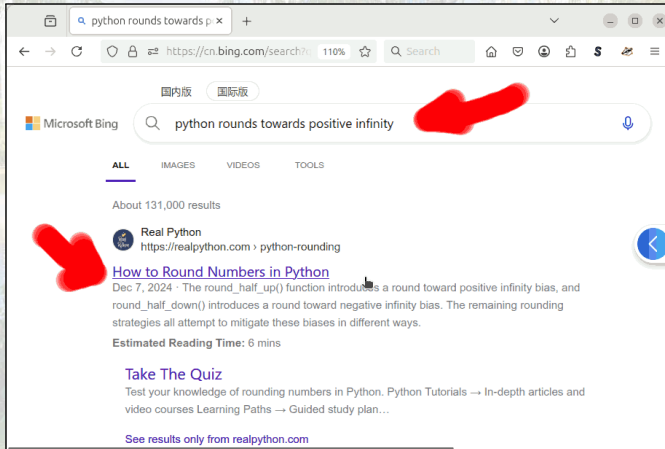 python rounds towards p
https://cn.bing.com/search?
110%
Search
国内版
国际版
Microsoft Bing
python rounds towards positive infinity
ALL
IMAGES
VIDEOS
TOOLS
About 131,000 results
Real Python
https://realpython.com › python-rounding
How to Round Numbers in Python
Dec 7, 2024 · The round_half_up() function introduces a round toward positive infinity bias, and
round_half_down() introduces a round toward negative infinity bias. The remaining rounding
strategies all attempt to mitigate these biases in different ways.
Estimated Reading Time: 6 mins
Take The Quiz
Test your knowledge of rounding numbers in Python. Python Tutorials → In-depth articles and
video courses Learning Paths → Guided study plan…
See results only from realpython.com